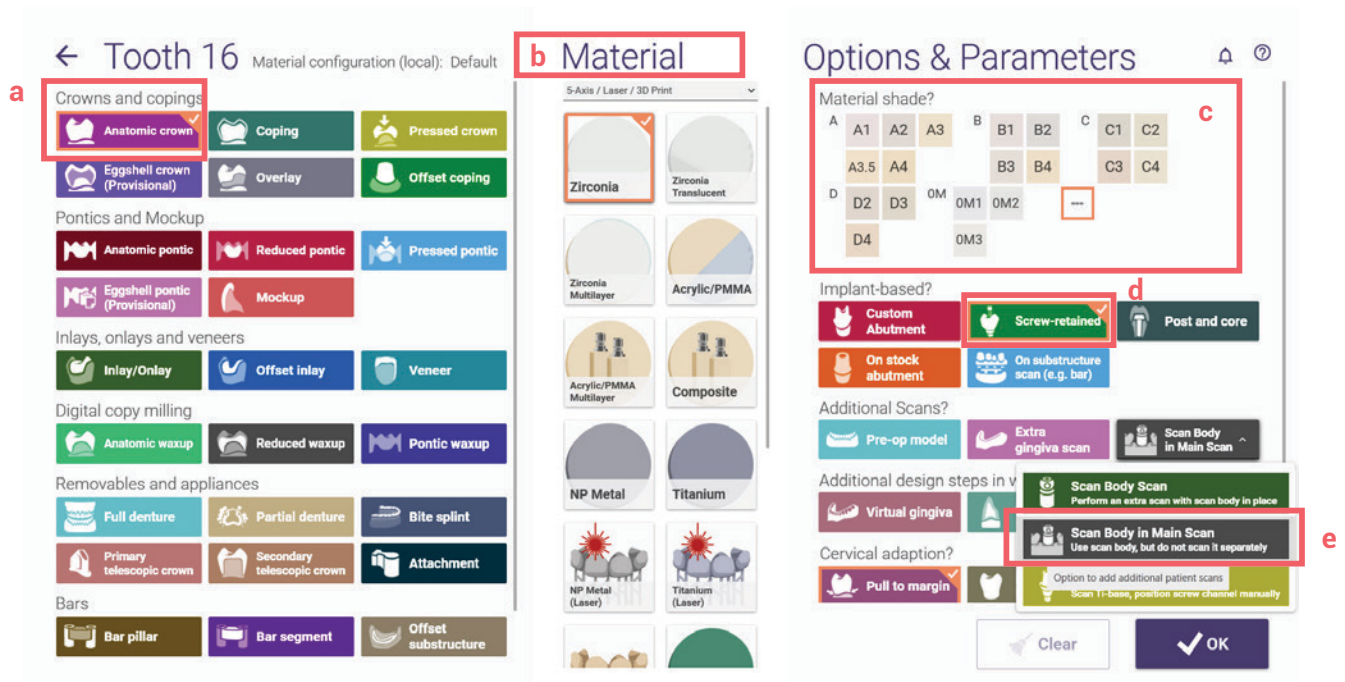 ← Tooth 16 Material configuration (local): Default
a
Crowns and copings
Anatomic crown
Coping
Pressed crown
Eggshell crown
(Provisional)
Overlay
Offset coping
Pontics and Mockup
Anatomic pontic
Reduced pontic
Pressed pontic
Eggshell pontic
(Provisional)
Mockup
Inlays, onlays and veneers
Inlay/Onlay
Offset inlay
Veneer
Digital copy milling
Anatomic waxup
Reduced waxup
Pontic waxup
Removables and appliances
Full denture
Partial denture
Bite splint
Primary
telescopic crown
Secondary
telescopic crown
Attachment
Bars
Bar pillar
Bar segment
Offset
substructure
b Material
5-Axis / Laser / 3D Print
Zirconia
Zirconia
Translucent
Zirconia
Multilayer
Acrylic/PMMA
Acrylic/PMMA
Multilayer
Composite
NP Metal
Titanium
NP Metal
(Laser)
Titanium
(Laser)
Options & Parameters
Material shade?
c
A A1 A2 A3 B B1 B2 C C1 C2
A3.5 A4 B3 B4 C3 C4
D D2 D3 0M 0M1 0M2 ---
D4 0M3
Implant-based?
d
Custom
Abutment
Screw-retained
Post and core
On stock
abutment
On substructure
scan (e.g. bar)
Additional Scans?
Pre-op model
Extra
gingiva scan
Scan Body
in Main Scan
Additional design steps in
Virtual gingiva
Scan Body Scan
Perform an extra scan with scan body in place
Scan Body in Main Scan
Use scan body, but do not scan it separately
e
Option to add additional patient scans
Scan Ti-base, position screw channel manually
Cervical adaption?
Pull to margin
Clear
OK